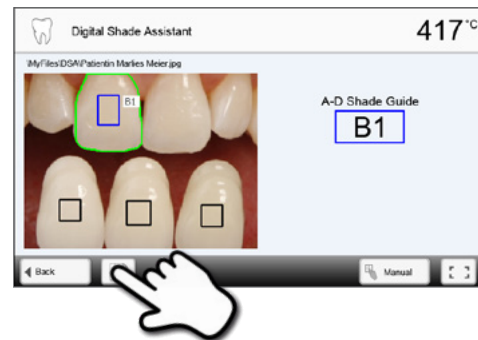 Digital Shade Assistant
417°C
\MyFiles\DSA\Patientin Marlies Meier.jpg
B1
A-D Shade Guide
B1
Back
Manual